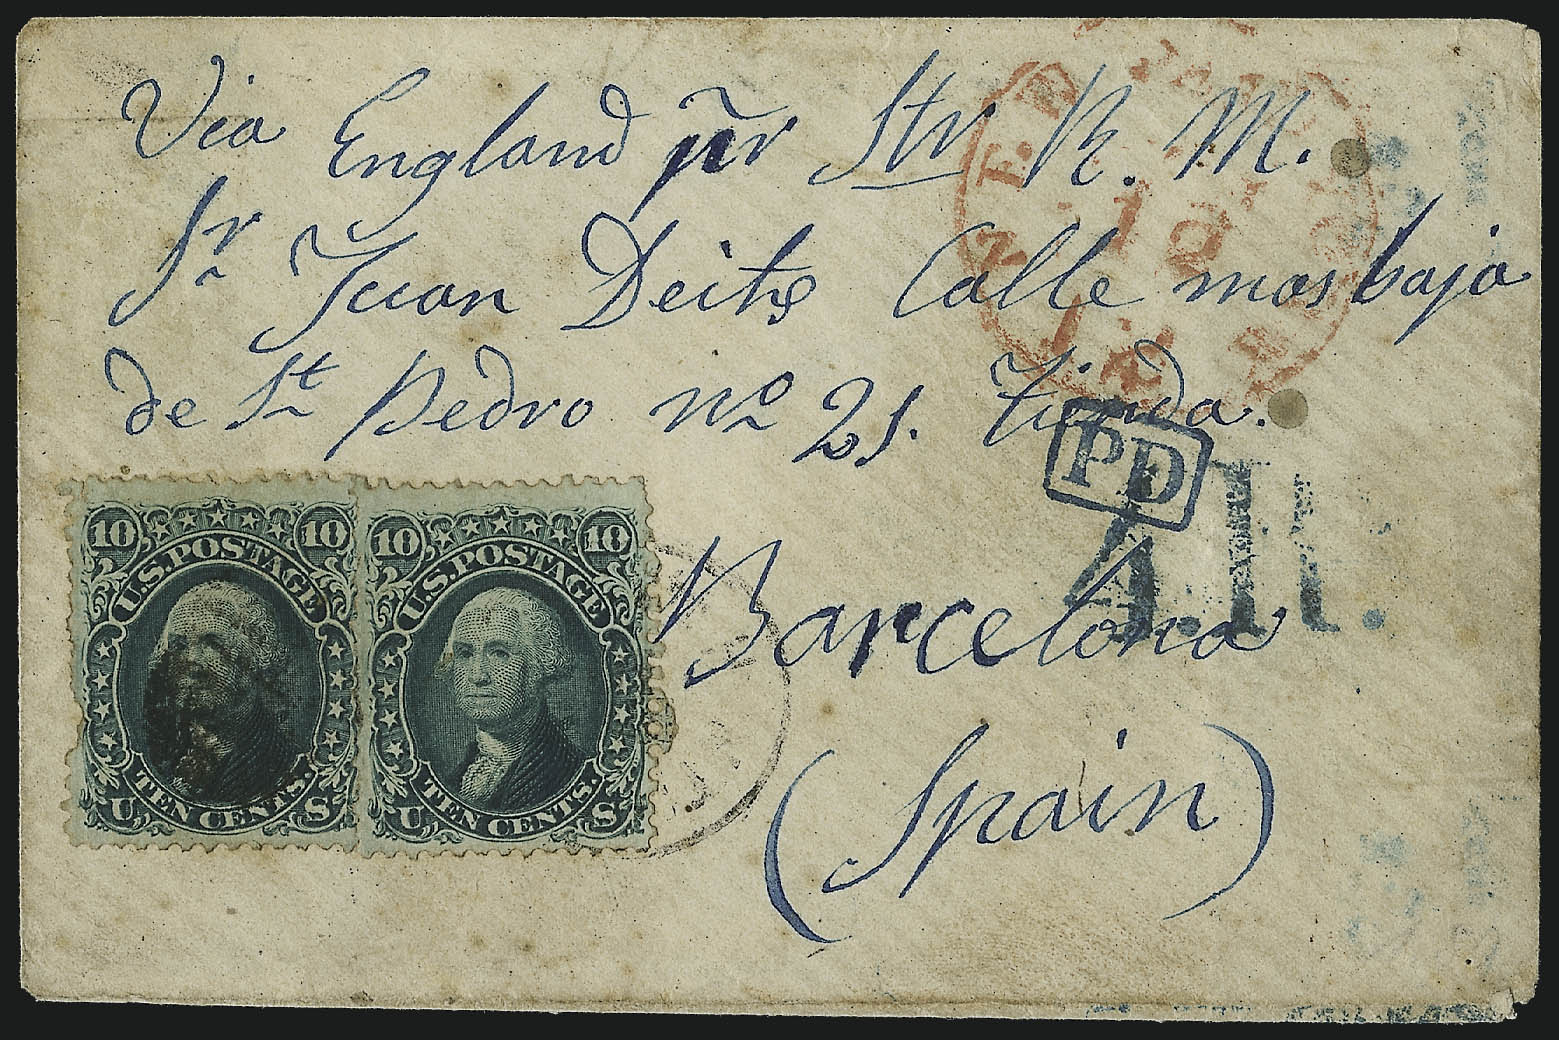 Via England pr Str R. M.
Sr Juan Deits Calle mas baja
de St Pedro no 21. tienda.
PD
A.R.
10 10
U.S. POSTAGE
TEN CENTS.
U S
10 10
U.S. POSTAGE
TEN CENTS.
U S
Barcelona
(Spain)